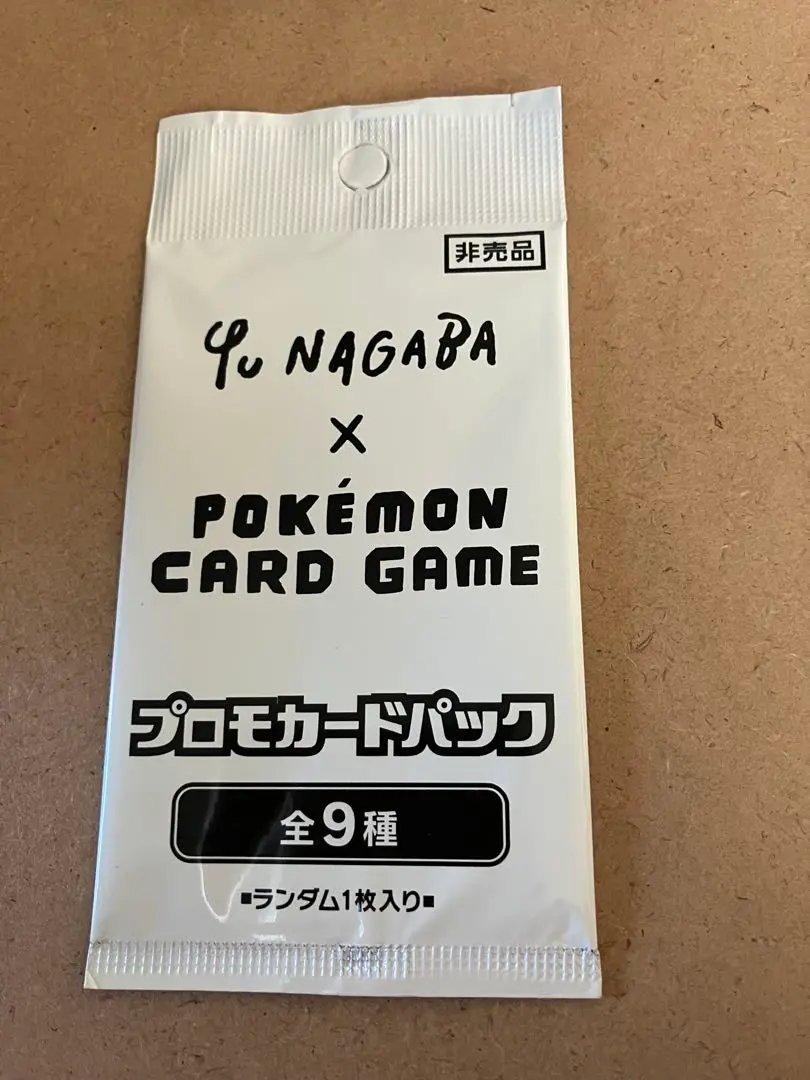 非売品
Yu NAGABA
×
POKÉMON
CARD GAME
プロモカードパック
全9種
■ランダム1枚入り■